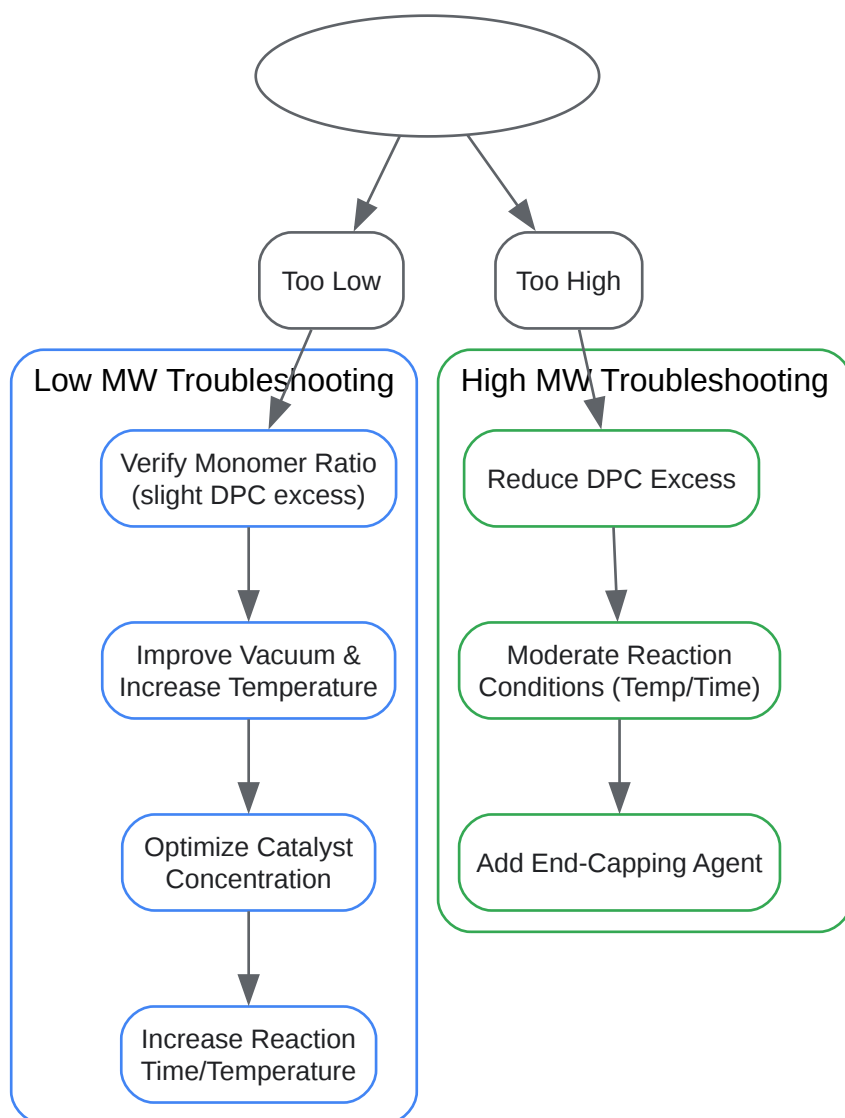 Too Low
Too High
Low MW Troubleshooting
Verify Monomer Ratio
(slight DPC excess)
Improve Vacuum &
Increase Temperature
Optimize Catalyst
Concentration
Increase Reaction
Time/Temperature
High MW Troubleshooting
Reduce DPC Excess
Moderate Reaction
Conditions (Temp/Time)
Add End-Capping Agent